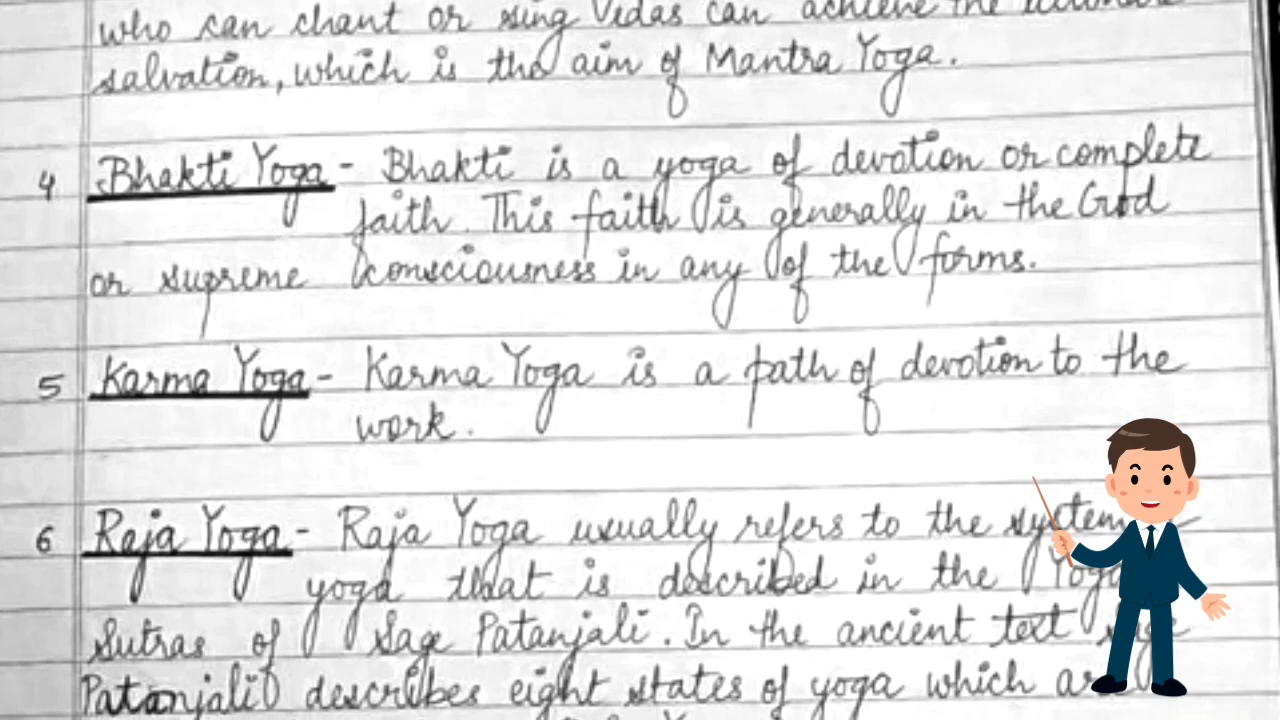 who can chant or sing Vedas can achieve the
salvation, which is the aim of Mantra Yoga.
4 Bhakti Yoga - Bhakti is a yoga of devotion or complete
faith. This faith is generally in the God
or supreme consciousness in any of the forms.
5 Karma Yoga - Karma Yoga is a path of devotion to the
work.
6 Raja Yoga - Raja Yoga usually refers to the system
yoga that is described in the Yoga
Sutras of Sage Patanjali. In the ancient text
Patanjali describes eight states of yoga which